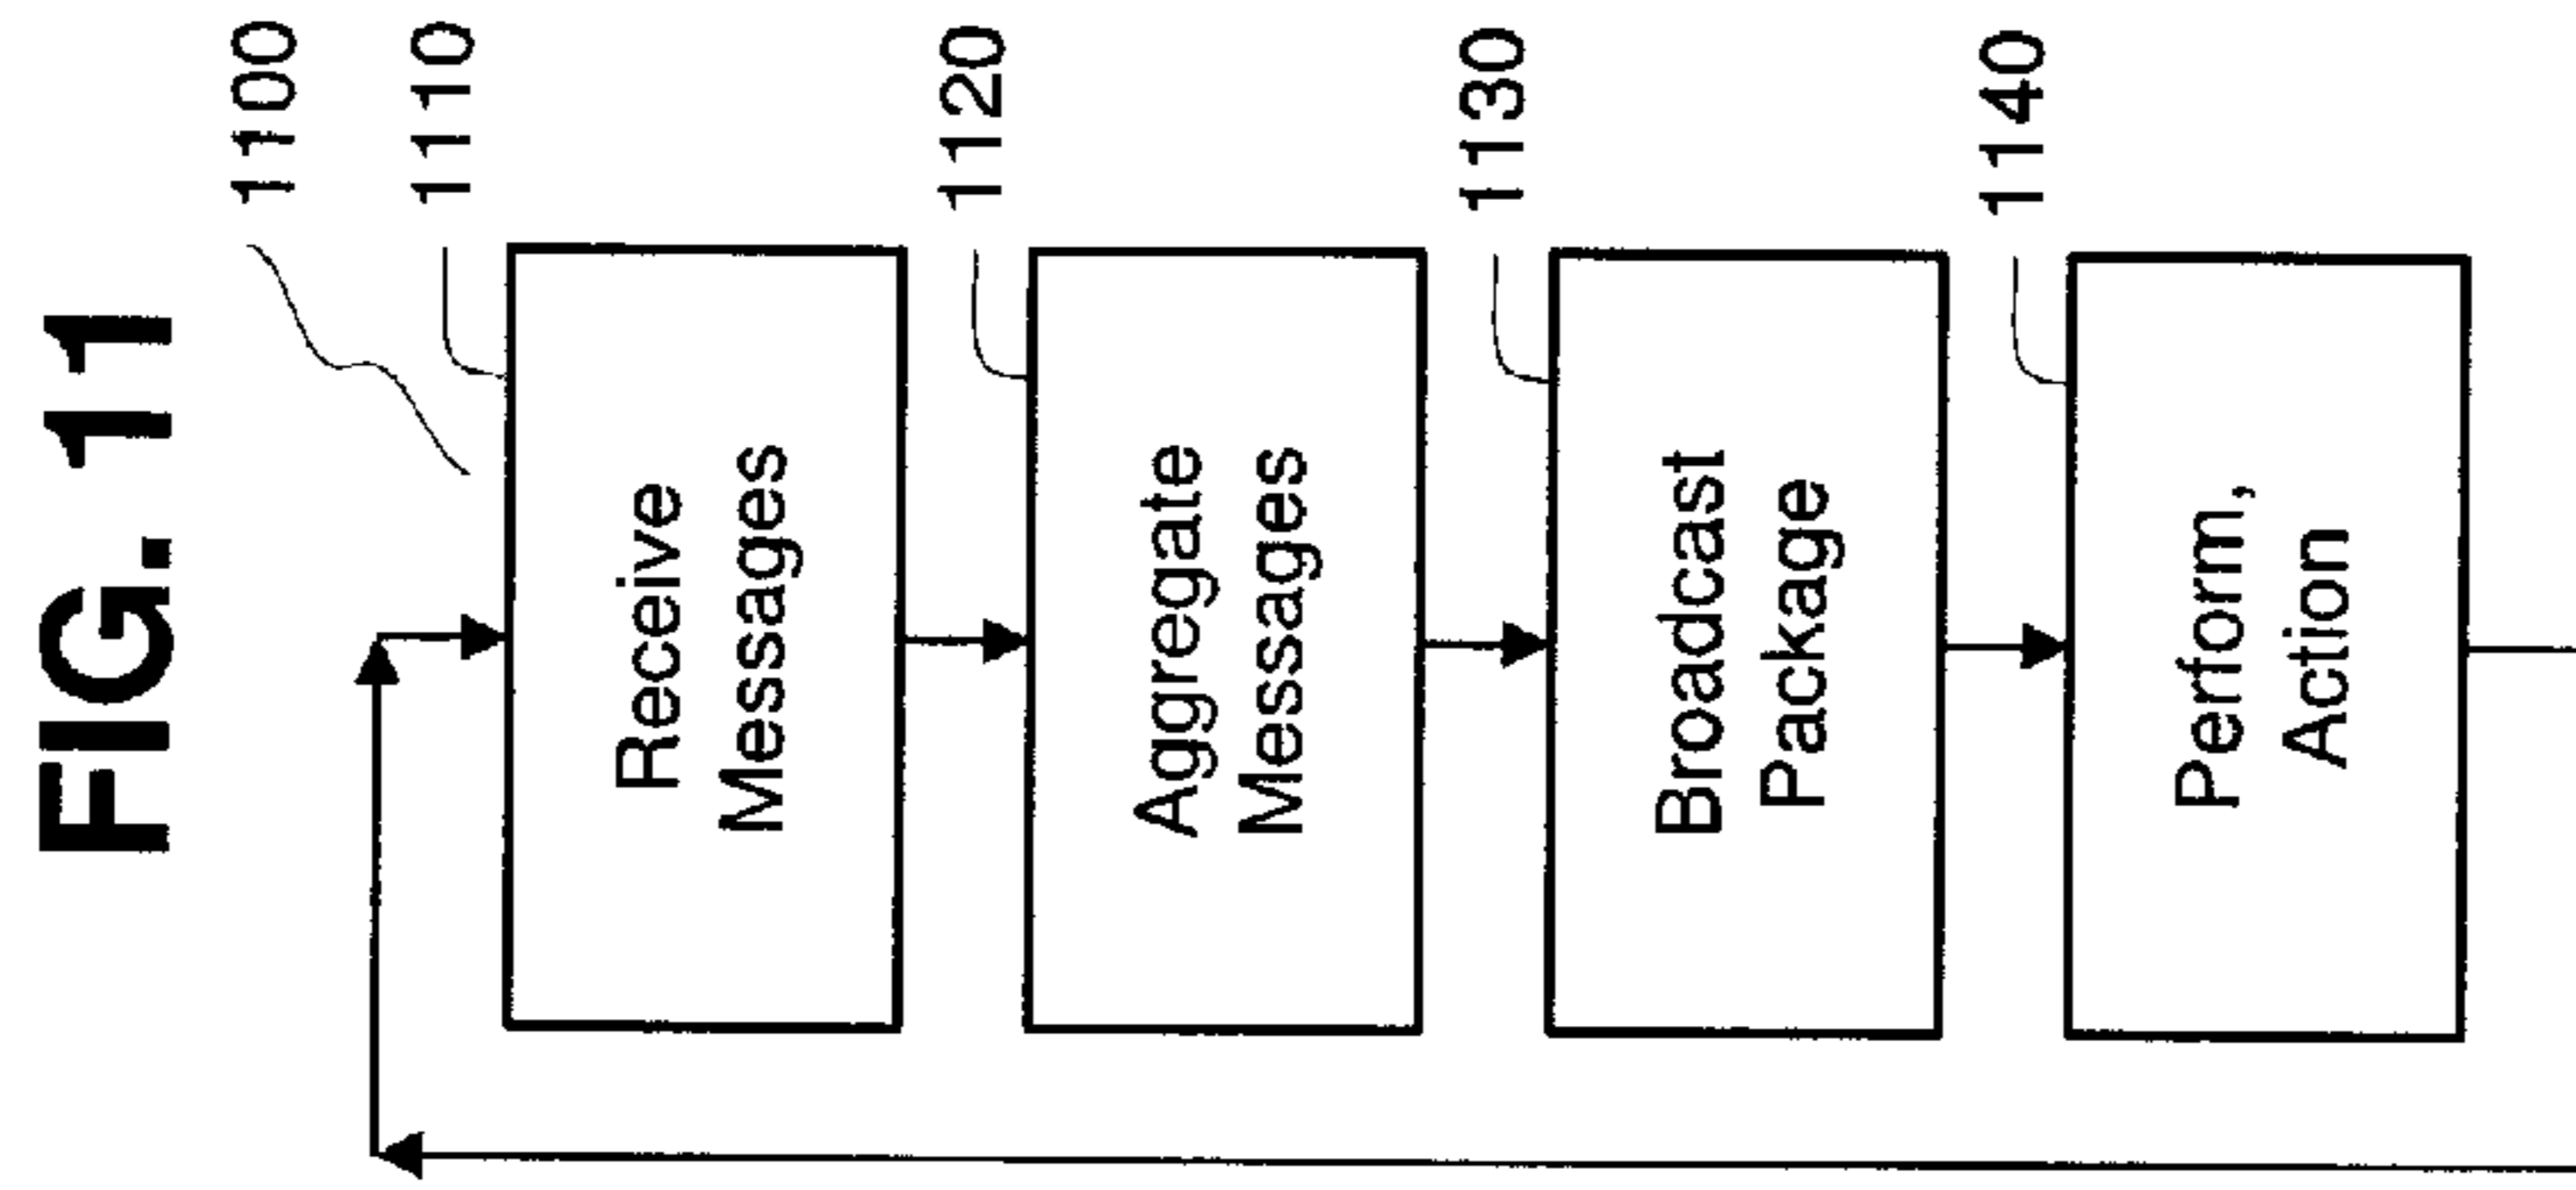 FIG. 11
1100
1110
Receive
Messages
1120
Aggregate
Messages
1130
Broadcast
Package
1140
Perform,
Action